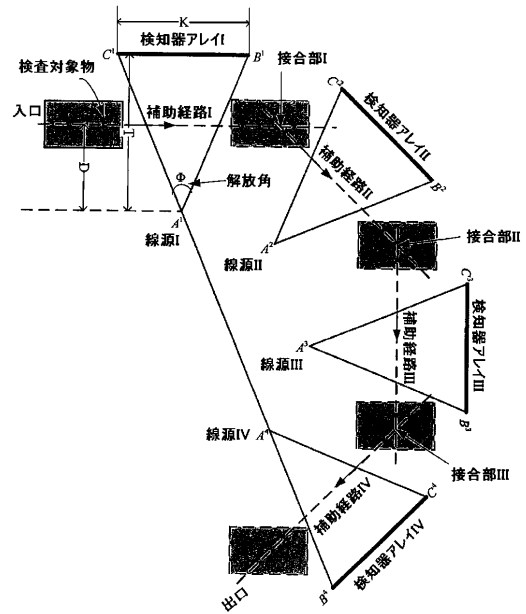 K
検知器アレイI
C¹
B¹
接合部I
検査対象物
入口
補助経路I
H
D
Φ
解放角
A¹
線源I
C²
検知器アレイII
補助経路II
B²
A²
線源II
接合部II
C³
検知器アレイIII
補助経路III
A³
線源III
B³
線源IV
A⁴
接合部III
C⁴
補助経路IV
検知器アレイIV
出口
B⁴